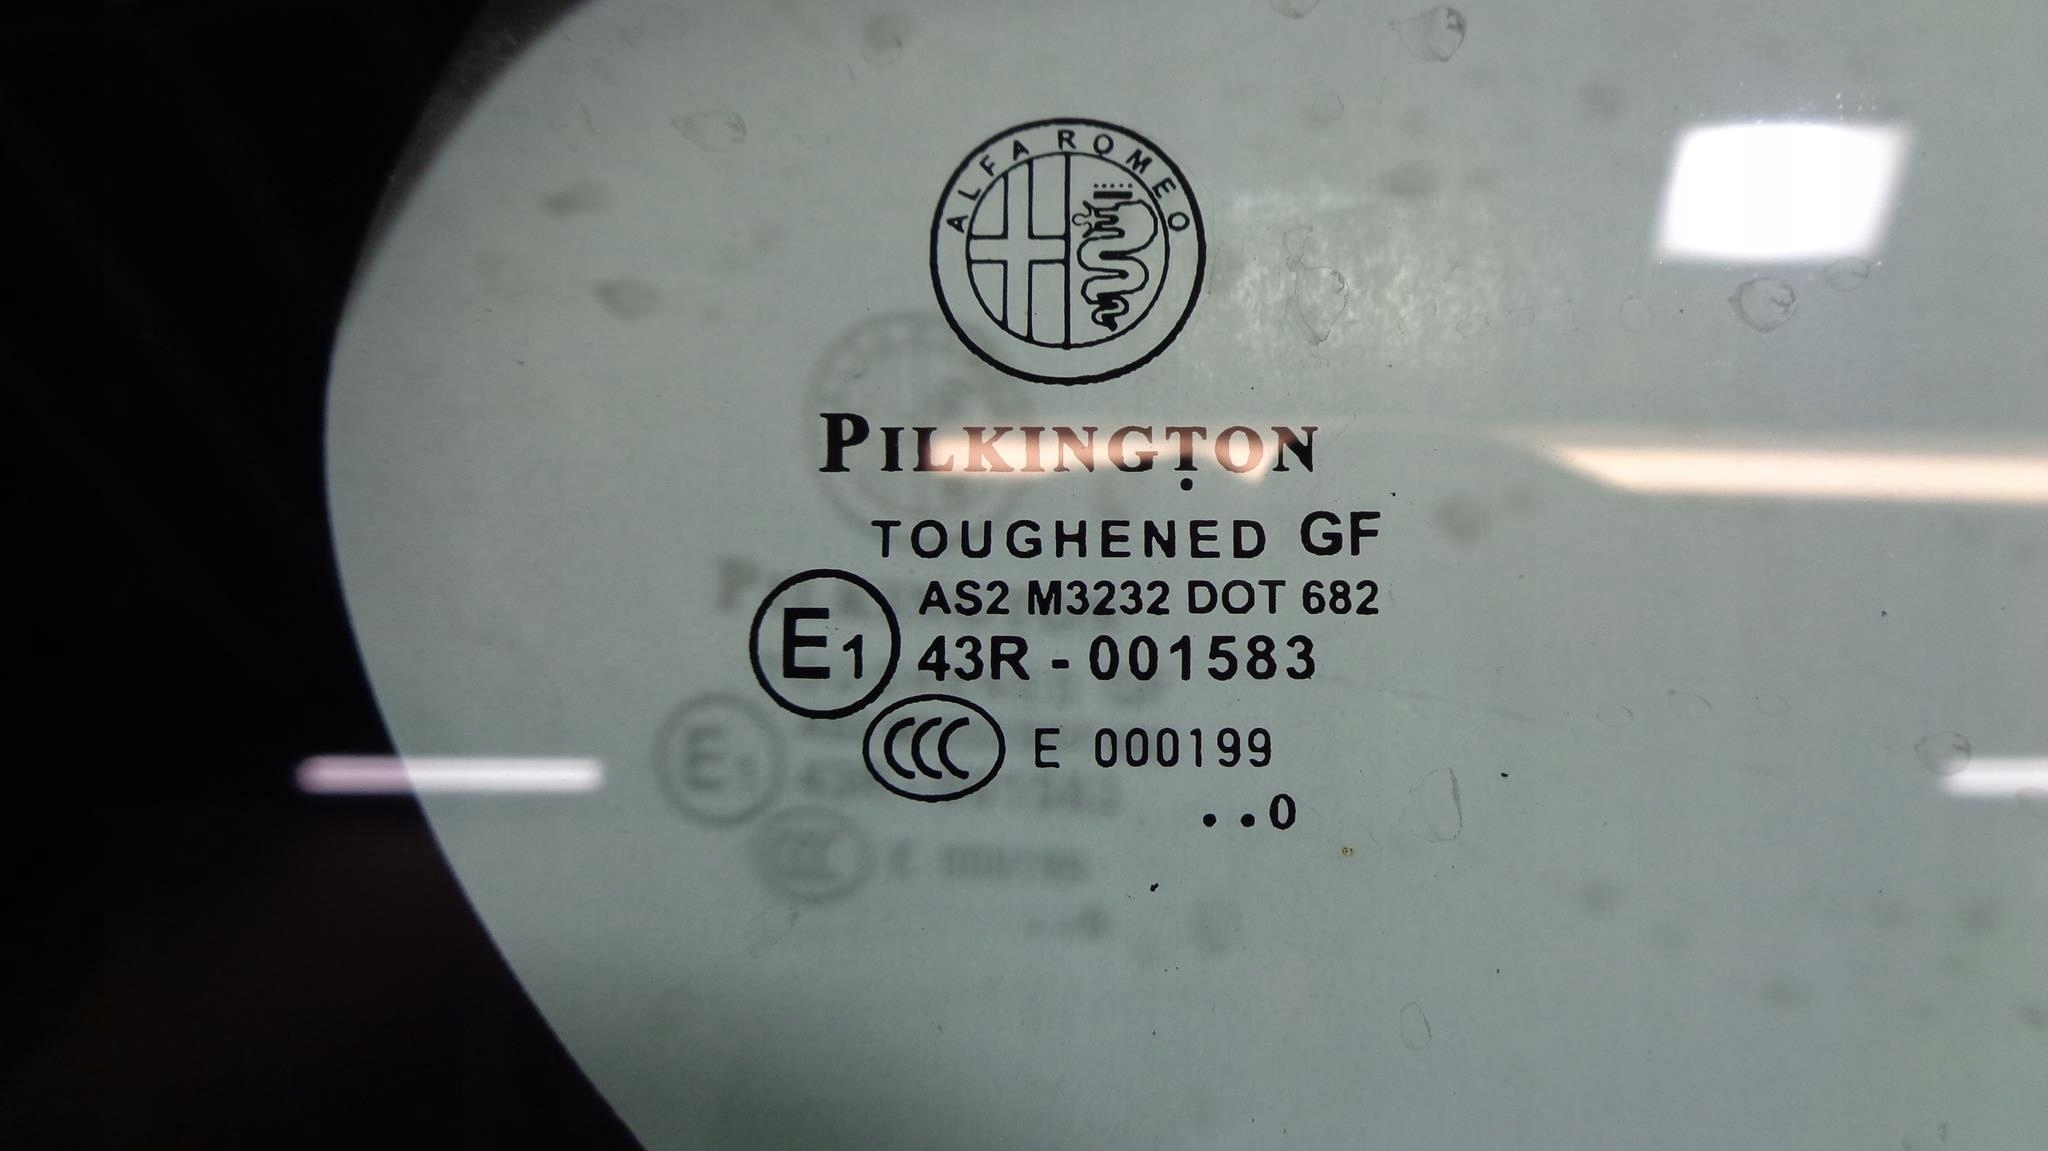 ALFA ROMEO
PILKINGTON
TOUGHENED GF
AS2 M3232 DOT 682
E1 43R - 001583
CCC E 000199
..0